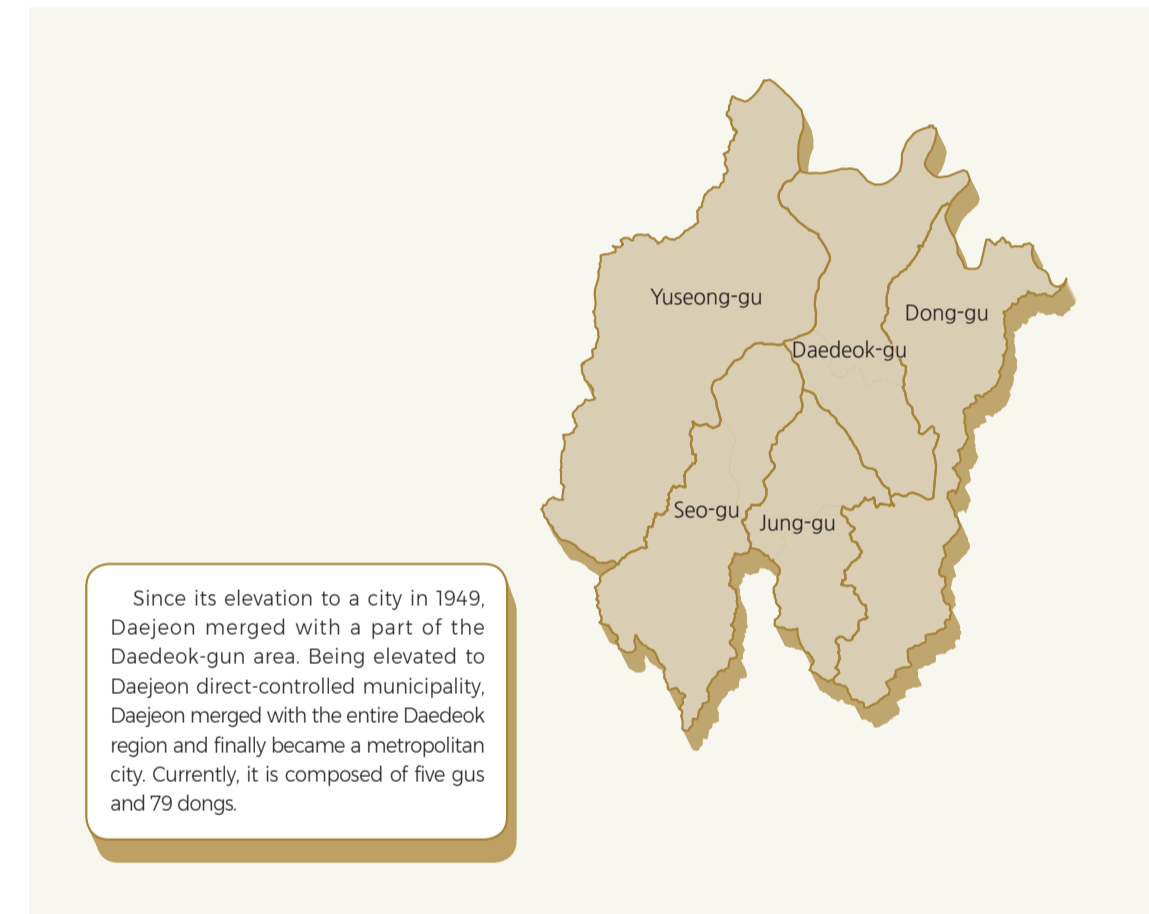 Yuseong-gu
Dong-gu
Daedeok-gu
Seo-gu
Jung-gu
Since its elevation to a city in 1949,
Daejeon merged with a part of the
Daedeok-gun area. Being elevated to
Daejeon direct-controlled municipality,
Daejeon merged with the entire Daedeok
region and finally became a metropolitan
city. Currently, it is composed of five gus
and 79 dongs.